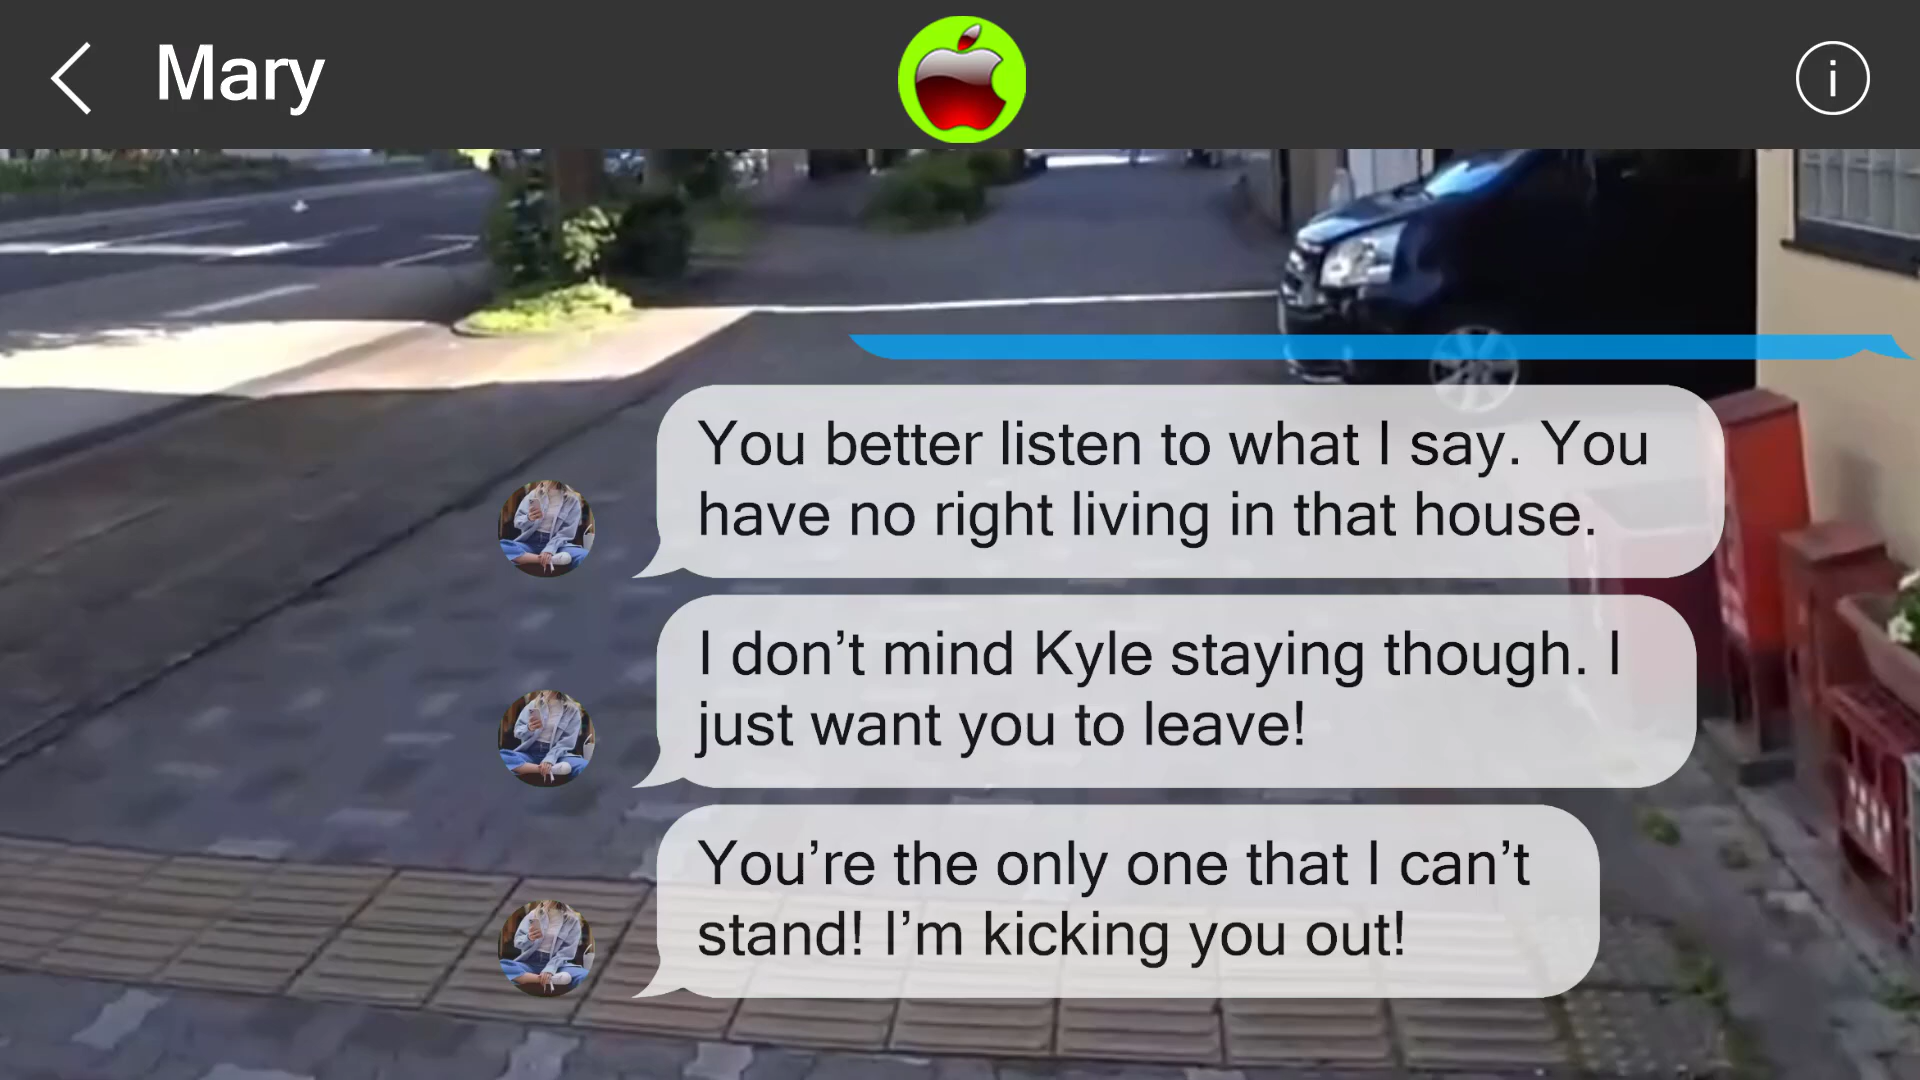 Mary
You better listen to what I say. You
have no right living in that house.
I don’t mind Kyle staying though. I
just want you to leave!
You’re the only one that I can’t
stand! I’m kicking you out!